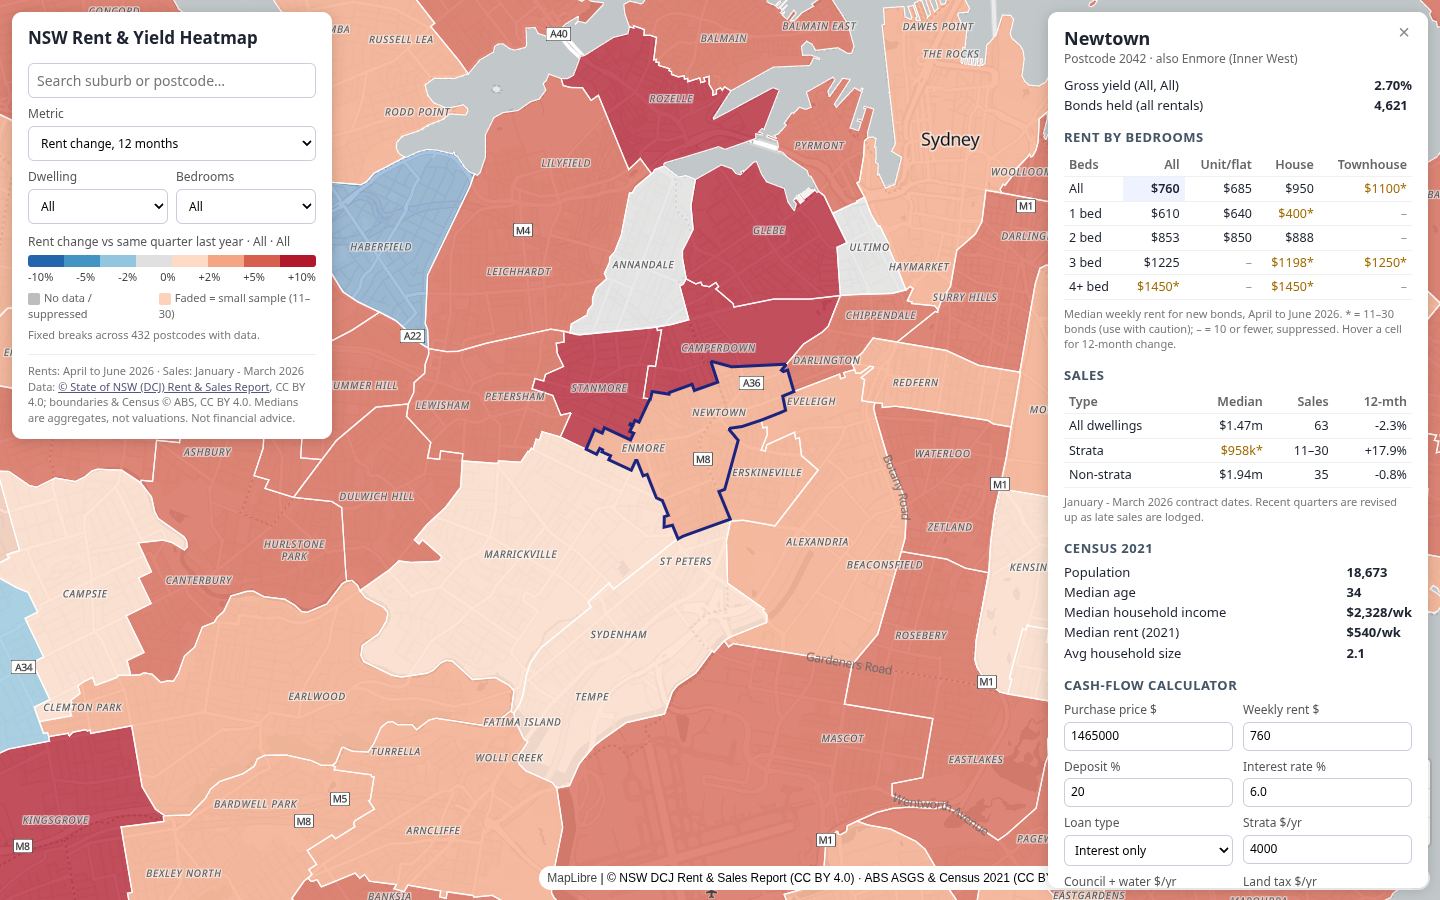 NSW Rent & Yield Heatmap
Search suburb or postcode...
Metric
Rent change, 12 months
Dwelling
Bedrooms
All
All
Rent change vs same quarter last year · All · All
-10%
-5%
-2%
0%
+2%
+5%
+10%
No data / suppressed
Faded = small sample (11–30)
Fixed breaks across 432 postcodes with data.
Rents: April to June 2026 · Sales: January - March 2026
Data: © State of NSW (DCJ) Rent & Sales Report, CC BY
4.0; boundaries & Census © ABS, CC BY 4.0. Medians
are aggregates, not valuations. Not financial advice.
CONCORD
RUSSELL LEA
A40
BALMAIN
BALMAIN EAST
DAWES POINT
THE ROCKS
RODD POINT
ROZELLE
Sydney
LILYFIELD
PYRMONT
M1
M4
GLEBE
HABERFIELD
ULTIMO
LEICHHARDT
ANNANDALE
HAYMARKET
SURRY HILLS
CHIPPENDALE
A22
CAMPERDOWN
DARLINGTON
A36
REDFERN
STANMORE
PETERSHAM
LEWISHAM
NEWTOWN
EVELEIGH
ENMORE
M8
ERSKINEVILLE
WATERLOO
ASHBURY
Botany Road
M1
DULWICH HILL
ZETLAND
HURLSTONE
PARK
MARRICKVILLE
ST PETERS
ALEXANDRIA
BEACONSFIELD
CANTERBURY
CAMPSIE
SYDENHAM
ROSEBERY
Gardeners Road
A34
M1
EARLWOOD
TEMPE
CLEMTON PARK
FATIMA ISLAND
TURRELLA
WOLLI CREEK
MASCOT
EASTLAKES
BARDWELL PARK
M5
Wentworth Avenue
KINGSGROVE
M8
ARNCLIFFE
M8
M1
BEXLEY NORTH
BANKSIA
EASTGARDENS
MapLibre | © NSW DCJ Rent & Sales Report (CC BY 4.0) · ABS ASGS & Census 2021 (CC BY
Newtown
×
Postcode 2042 · also Enmore (Inner West)
Gross yield (All, All) 2.70%
Bonds held (all rentals) 4,621
RENT BY BEDROOMS
Beds All Unit/flat House Townhouse
All $760 $685 $950 $1100*
1 bed $610 $640 $400* –
2 bed $853 $850 $888 –
3 bed $1225 – $1198* $1250*
4+ bed $1450* – $1450* –
Median weekly rent for new bonds, April to June 2026. * = 11–30
bonds (use with caution); – = 10 or fewer, suppressed. Hover a cell
for 12-month change.
SALES
Type Median Sales 12-mth
All dwellings $1.47m 63 -2.3%
Strata $958k* 11–30 +17.9%
Non-strata $1.94m 35 -0.8%
January - March 2026 contract dates. Recent quarters are revised
up as late sales are lodged.
CENSUS 2021
Population 18,673
Median age 34
Median household income $2,328/wk
Median rent (2021) $540/wk
Avg household size 2.1
CASH-FLOW CALCULATOR
Purchase price $ Weekly rent $
1465000 760
Deposit % Interest rate %
20 6.0
Loan type Strata $/yr
Interest only 4000
Council + water $/yr Land tax $/yr